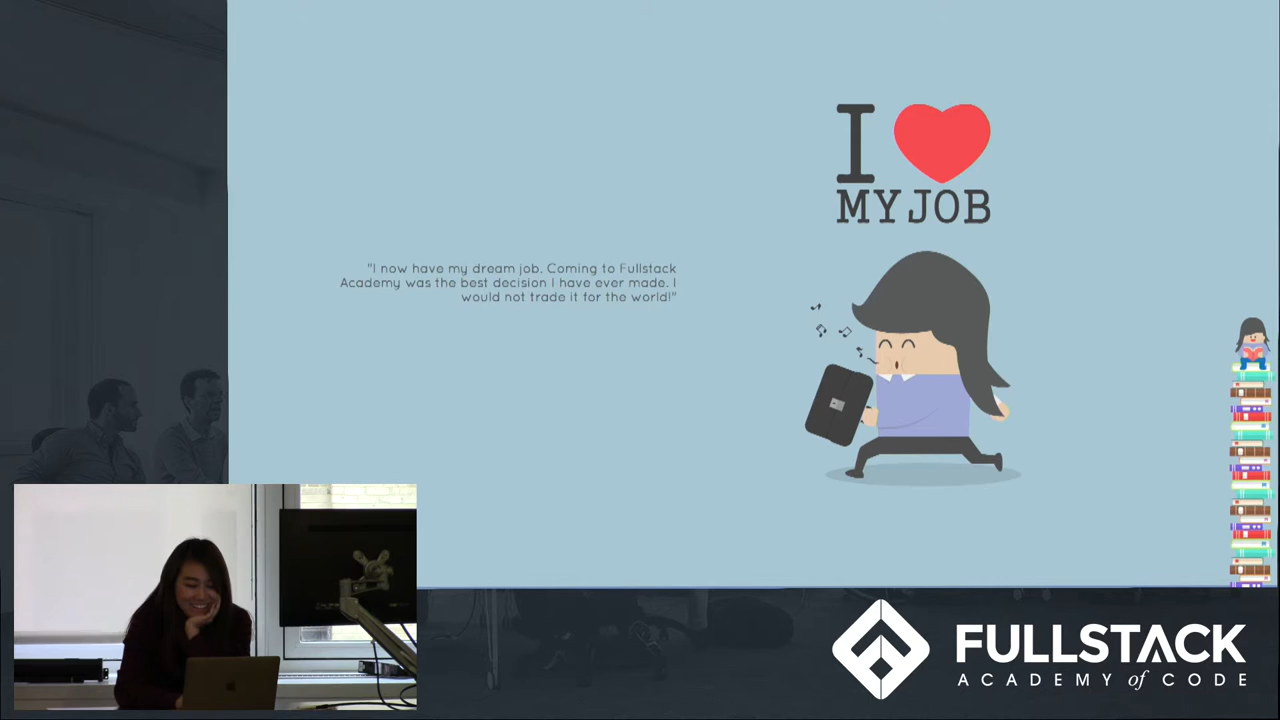 I
MY JOB
"I now have my dream job. Coming to Fullstack
Academy was the best decision I have ever made. I
would not trade it for the world!"
FULLSTACK
ACADEMY of CODE